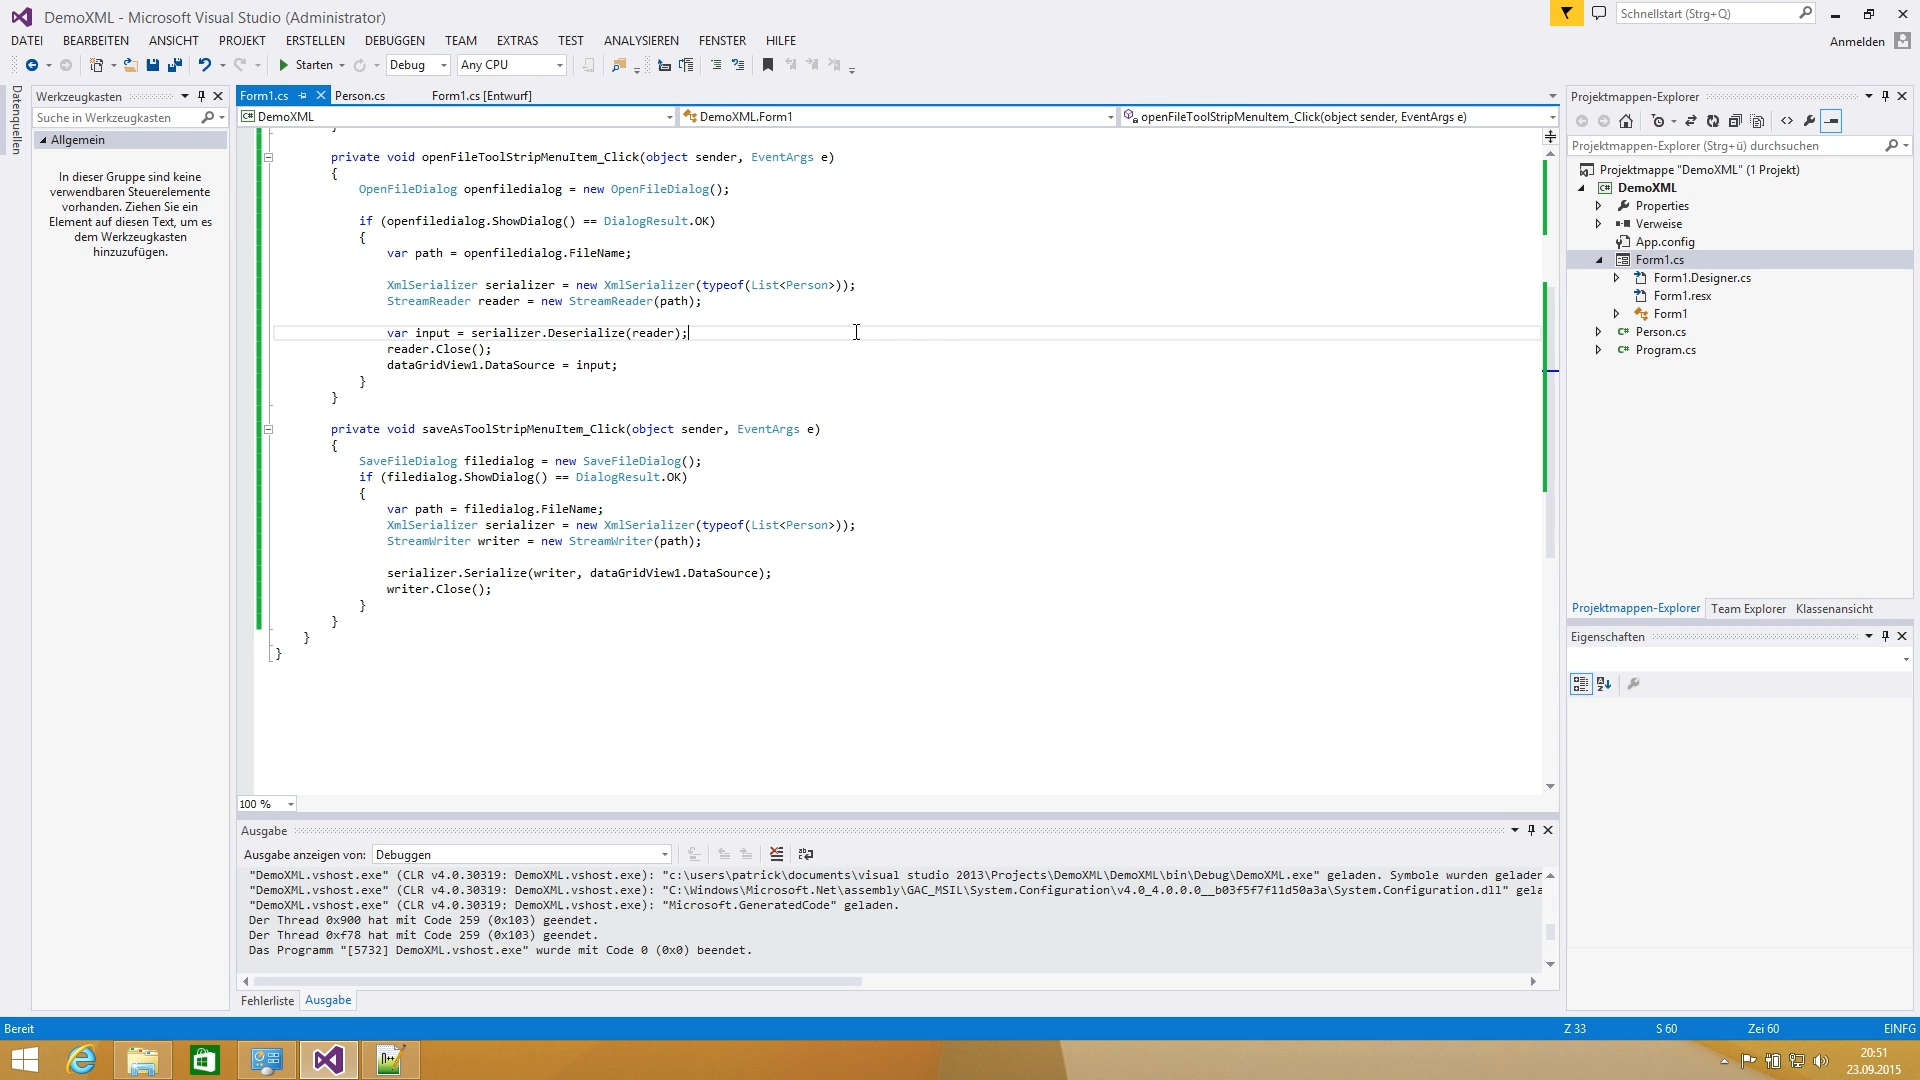 DemoXML - Microsoft Visual Studio (Administrator)
Schnellstart (Strg+Q)
DATEI BEARBEITEN ANSICHT PROJEKT ERSTELLEN DEBUGGEN TEAM EXTRAS TEST ANALYSIEREN FENSTER HILFE
Anmelden
Starten Debug Any CPU
Datenquellen
Werkzeugkasten
Suche in Werkzeugkasten
Allgemein
In dieser Gruppe sind keine
verwendbaren Steuerelemente
vorhanden. Ziehen Sie ein
Element auf diesen Text, um es
dem Werkzeugkasten
hinzuzufügen.
Form1.cs Person.cs Form1.cs [Entwurf]
DemoXML DemoXML.Form1 openFileToolStripMenuItem_Click(object sender, EventArgs e)
}
private void openFileToolStripMenuItem_Click(object sender, EventArgs e)
{
OpenFileDialog openfiledialog = new OpenFileDialog();
if (openfiledialog.ShowDialog() == DialogResult.OK)
{
var path = openfiledialog.FileName;
XmlSerializer serializer = new XmlSerializer(typeof(List<Person>));
StreamReader reader = new StreamReader(path);
var input = serializer.Deserialize(reader);
reader.Close();
dataGridView1.DataSource = input;
}
}
private void saveAsToolStripMenuItem_Click(object sender, EventArgs e)
{
SaveFileDialog filedialog = new SaveFileDialog();
if (filedialog.ShowDialog() == DialogResult.OK)
{
var path = filedialog.FileName;
XmlSerializer serializer = new XmlSerializer(typeof(List<Person>));
StreamWriter writer = new StreamWriter(path);
serializer.Serialize(writer, dataGridView1.DataSource);
writer.Close();
}
}
}
}
100 %
Ausgabe
Ausgabe anzeigen von: Debuggen
"DemoXML.vshost.exe" (CLR v4.0.30319: DemoXML.vshost.exe): "c:\users\patrick\documents\visual studio 2013\Projects\DemoXML\DemoXML\bin\Debug\DemoXML.exe" geladen. Symbole wurden geladen
"DemoXML.vshost.exe" (CLR v4.0.30319: DemoXML.vshost.exe): "C:\Windows\Microsoft.Net\assembly\GAC_MSIL\System.Configuration\v4.0_4.0.0.0__b03f5f7f11d50a3a\System.Configuration.dll" gela
"DemoXML.vshost.exe" (CLR v4.0.30319: DemoXML.vshost.exe): "Microsoft.GeneratedCode" geladen.
Der Thread 0x900 hat mit Code 259 (0x103) geendet.
Der Thread 0xf78 hat mit Code 259 (0x103) geendet.
Das Programm "[5732] DemoXML.vshost.exe" wurde mit Code 0 (0x0) beendet.
Fehlerliste Ausgabe
Projektmappen-Explorer
Projektmappen-Explorer (Strg+ü) durchsuchen
Projektmappe "DemoXML" (1 Projekt)
DemoXML
Properties
Verweise
App.config
Form1.cs
Form1.Designer.cs
Form1.resx
Form1
Person.cs
Program.cs
Projektmappen-Explorer Team Explorer Klassenansicht
Eigenschaften
Bereit Z 33 S 60 Zei 60 EINFG
20:51
23.09.2015